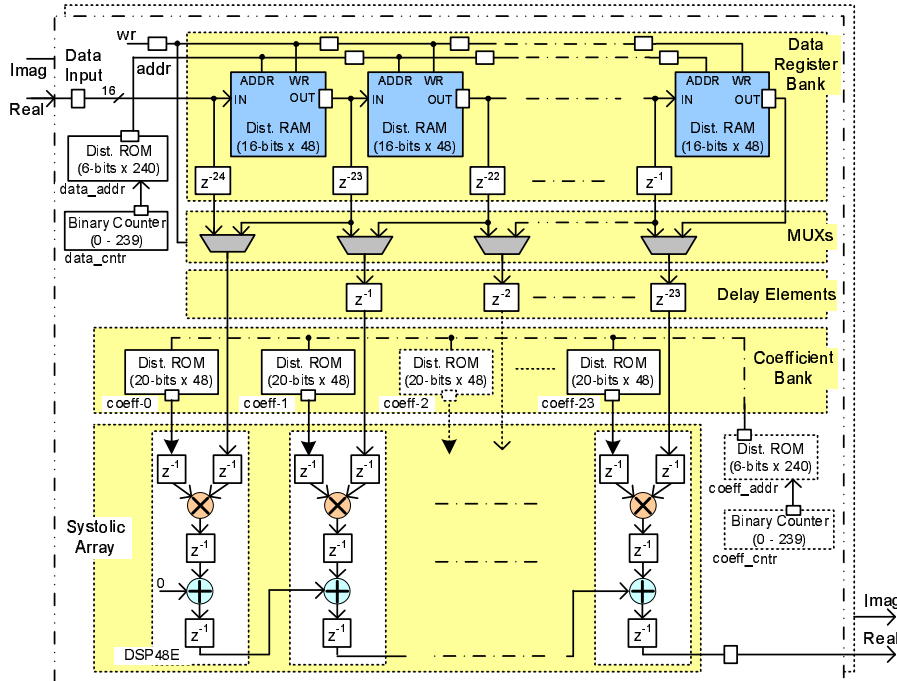 wr
Imag
Data
Input
addr
Real
16
ADDR WR
IN OUT
Dist. RAM
(16-bits x 48)
ADDR WR
IN OUT
Dist. RAM
(16-bits x 48)
ADDR WR
IN OUT
Dist. RAM
(16-bits x 48)
Data
Register
Bank
Dist. ROM
(6-bits x 240)
data_addr
Binary Counter
(0 - 239)
data_cntr
z-24
z-23
z-22
z-1
MUXs
z-1
z-2
z-23
Delay Elements
Dist. ROM
(20-bits x 48)
coeff-0
Dist. ROM
(20-bits x 48)
coeff-1
Dist. ROM
(20-bits x 48)
coeff-2
Dist. ROM
(20-bits x 48)
coeff-23
Coefficient
Bank
Dist. ROM
(6-bits x 240)
coeff_addr
Binary Counter
(0 - 239)
coeff_cntr
Systolic
Array
z-1 z-1
z-1
0
z-1
DSP48E
z-1 z-1
z-1
z-1
z-1 z-1
z-1
z-1
Imag
Real